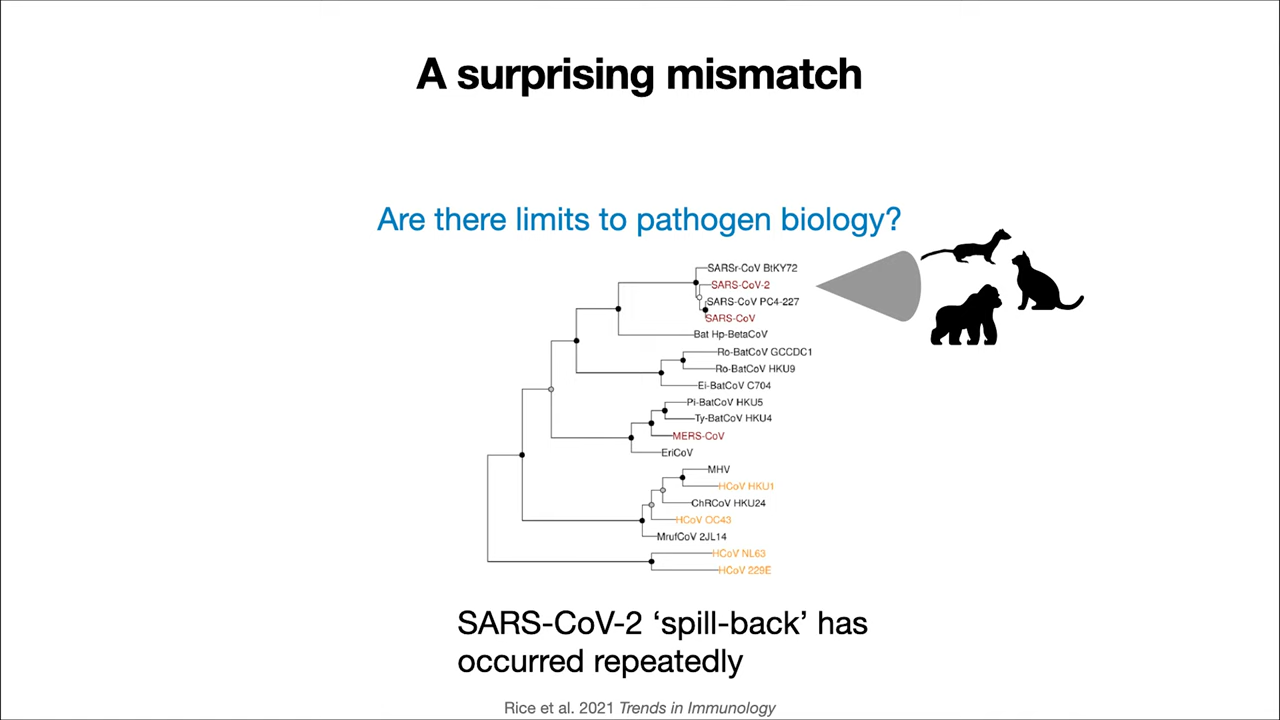 A surprising mismatch
Are there limits to pathogen biology?
SARSr-CoV BtKY72
SARS-CoV-2
SARS-CoV PC4-227
SARS-CoV
Bat Hp-BetaCoV
Ro-BatCoV GCCDC1
Ro-BatCoV HKU9
Ei-BatCoV C704
Pi-BatCoV HKU5
Ty-BatCoV HKU4
MERS-CoV
EriCoV
MHV
HCoV HKU1
ChRCoV HKU24
HCoV OC43
MrufCoV 2JL14
HCoV NL63
HCoV 229E
SARS-CoV-2 ‘spill-back’ has
occurred repeatedly
Rice et al. 2021 Trends in Immunology